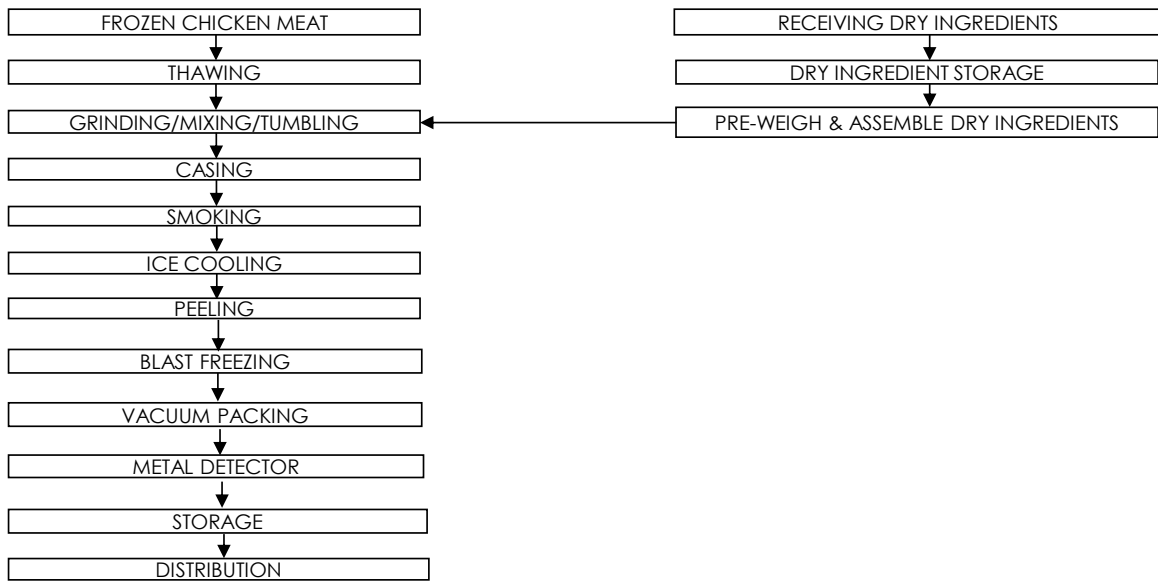 FROZEN CHICKEN MEAT
THAWING
GRINDING/MIXING/TUMBLING
CASING
SMOKING
ICE COOLING
PEELING
BLAST FREEZING
VACUUM PACKING
METAL DETECTOR
STORAGE
DISTRIBUTION
RECEIVING DRY INGREDIENTS
DRY INGREDIENT STORAGE
PRE-WEIGH & ASSEMBLE DRY INGREDIENTS